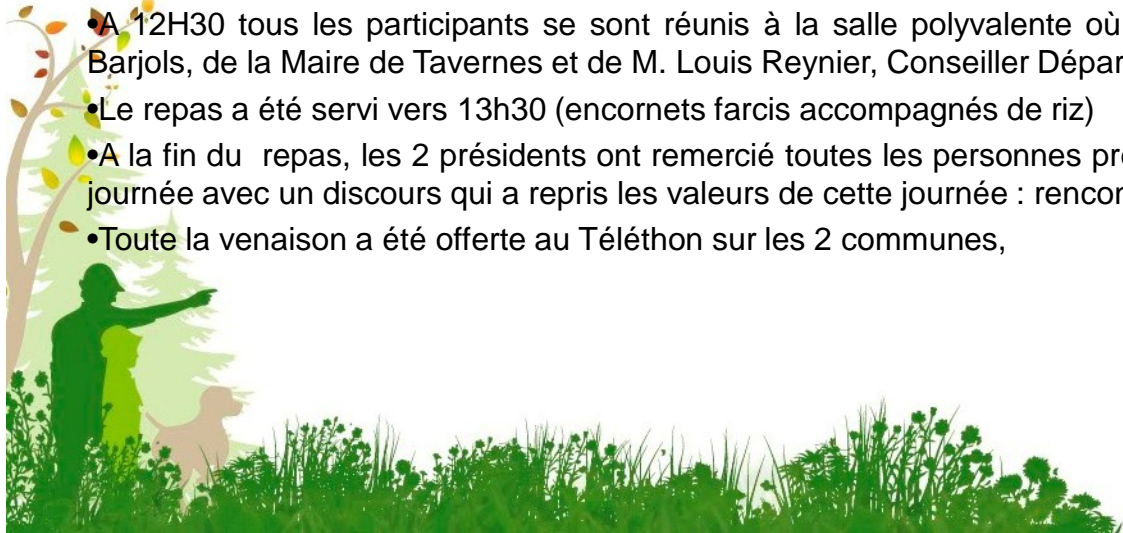 •A 12H30 tous les participants se sont réunis à la salle polyvalente où
Barjols, de la Maire de Tavernes et de M. Louis Reynier, Conseiller Dépar
•Le repas a été servi vers 13h30 (encornets farcis accompagnés de riz)
•A la fin du repas, les 2 présidents ont remercié toutes les personnes pré
journée avec un discours qui a repris les valeurs de cette journée : rencon
•Toute la venaison a été offerte au Téléthon sur les 2 communes,